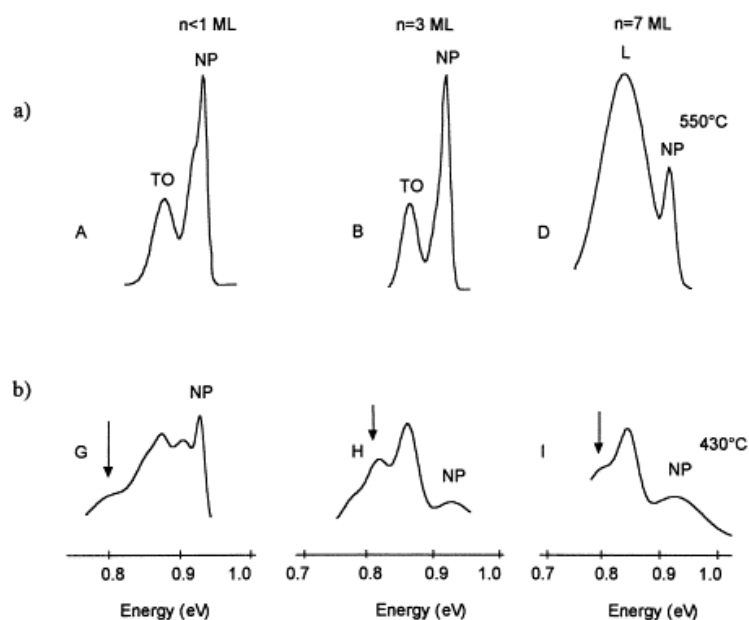 n<1 ML n=3 ML n=7 ML
a) NP NP L
550°C
TO TO NP
A B D
b) NP
G H NP I NP 430°C
0.8 0.9 1.0 0.7 0.8 0.9 1.0 0.7 0.8 0.9 1.0
Energy (eV) Energy (eV) Energy (eV)